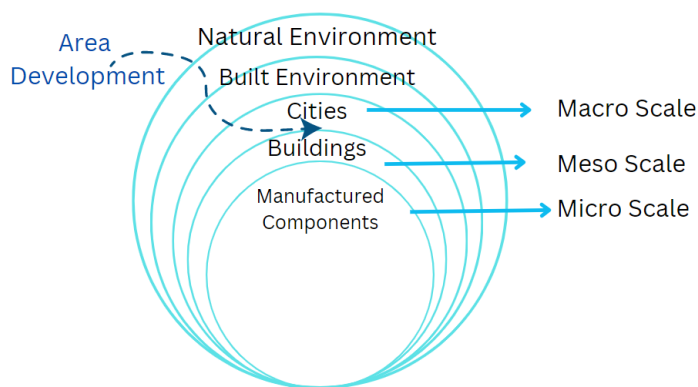 Natural Environment
Area
Development
Built Environment
Cities
Macro Scale
Buildings
Meso Scale
Manufactured
Components
Micro Scale